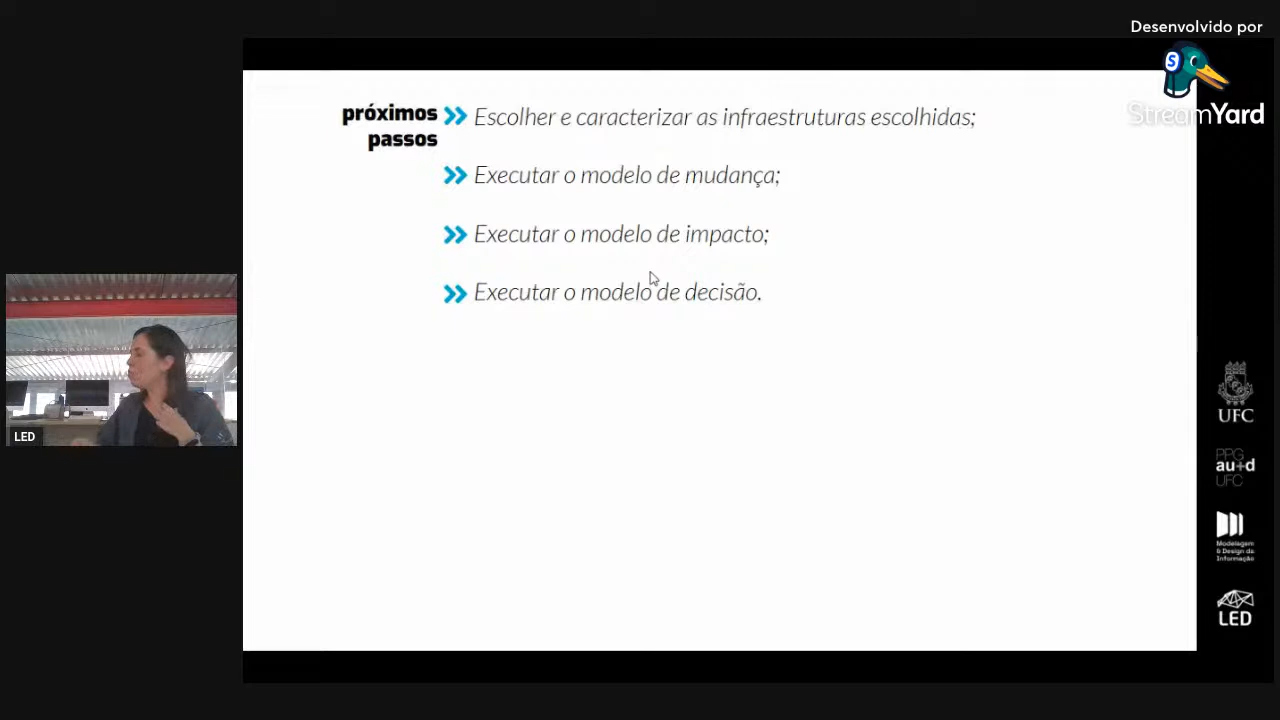 Desenvolvido por
StreamYard
próximos
passos
Escolher e caracterizar as infraestruturas escolhidas;
Executar o modelo de mudança;
Executar o modelo de impacto;
Executar o modelo de decisão.
LED
UFC
PPG
au+d
UFC
Modelagem
& Design da
Informação
LED